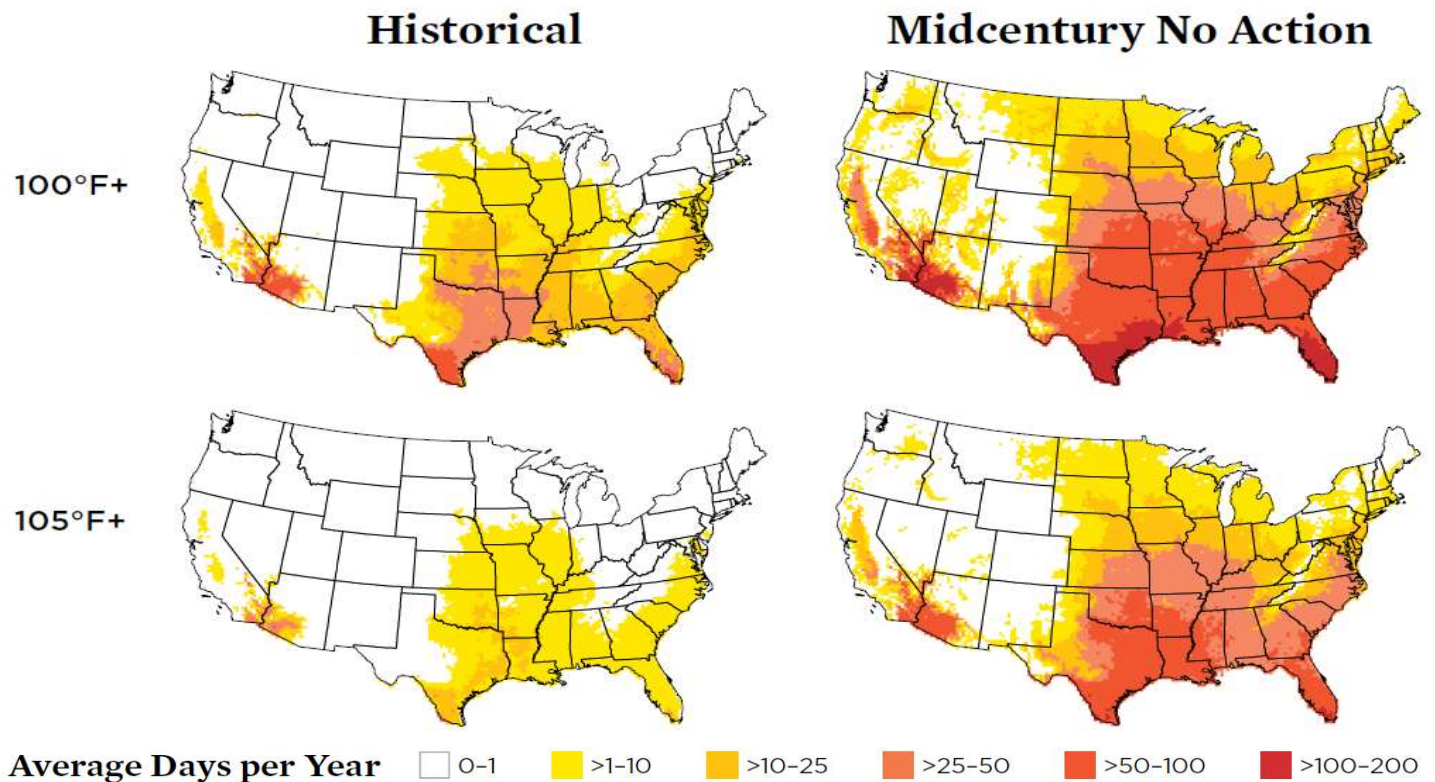 Historical
Midcentury No Action
100°F+
105°F+
Average Days per Year 0–1 >1–10 >10–25 >25–50 >50–100 >100–200